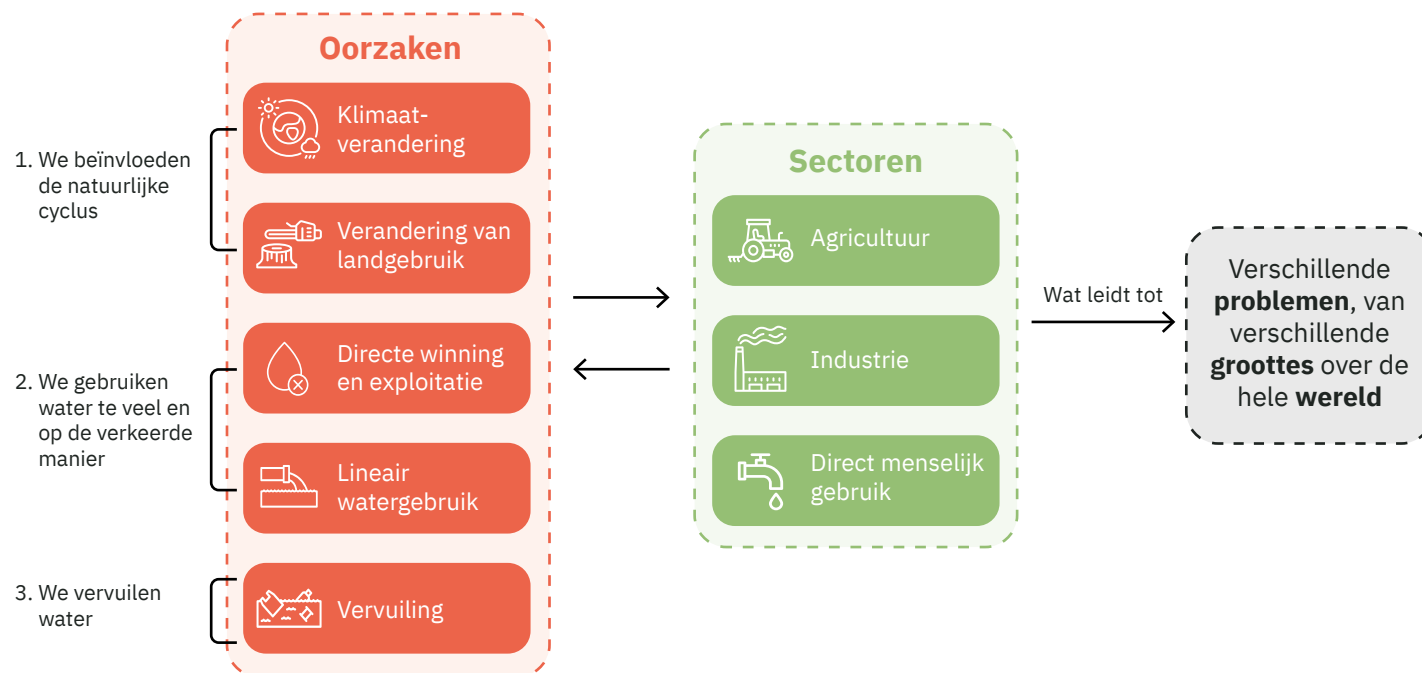 Oorzaken
1. We beïnvloeden
de natuurlijke
cyclus
Klimaat-
verandering
Verandering van
landgebruik
2. We gebruiken
water te veel en
op de verkeerde
manier
Directe winning
en exploitatie
Lineair
watergebruik
3. We vervuilen
water
Vervuiling
Sectoren
Agricultuur
Industrie
Direct menselijk
gebruik
Wat leidt tot
Verschillende
problemen, van
verschillende
groottes over de
hele wereld